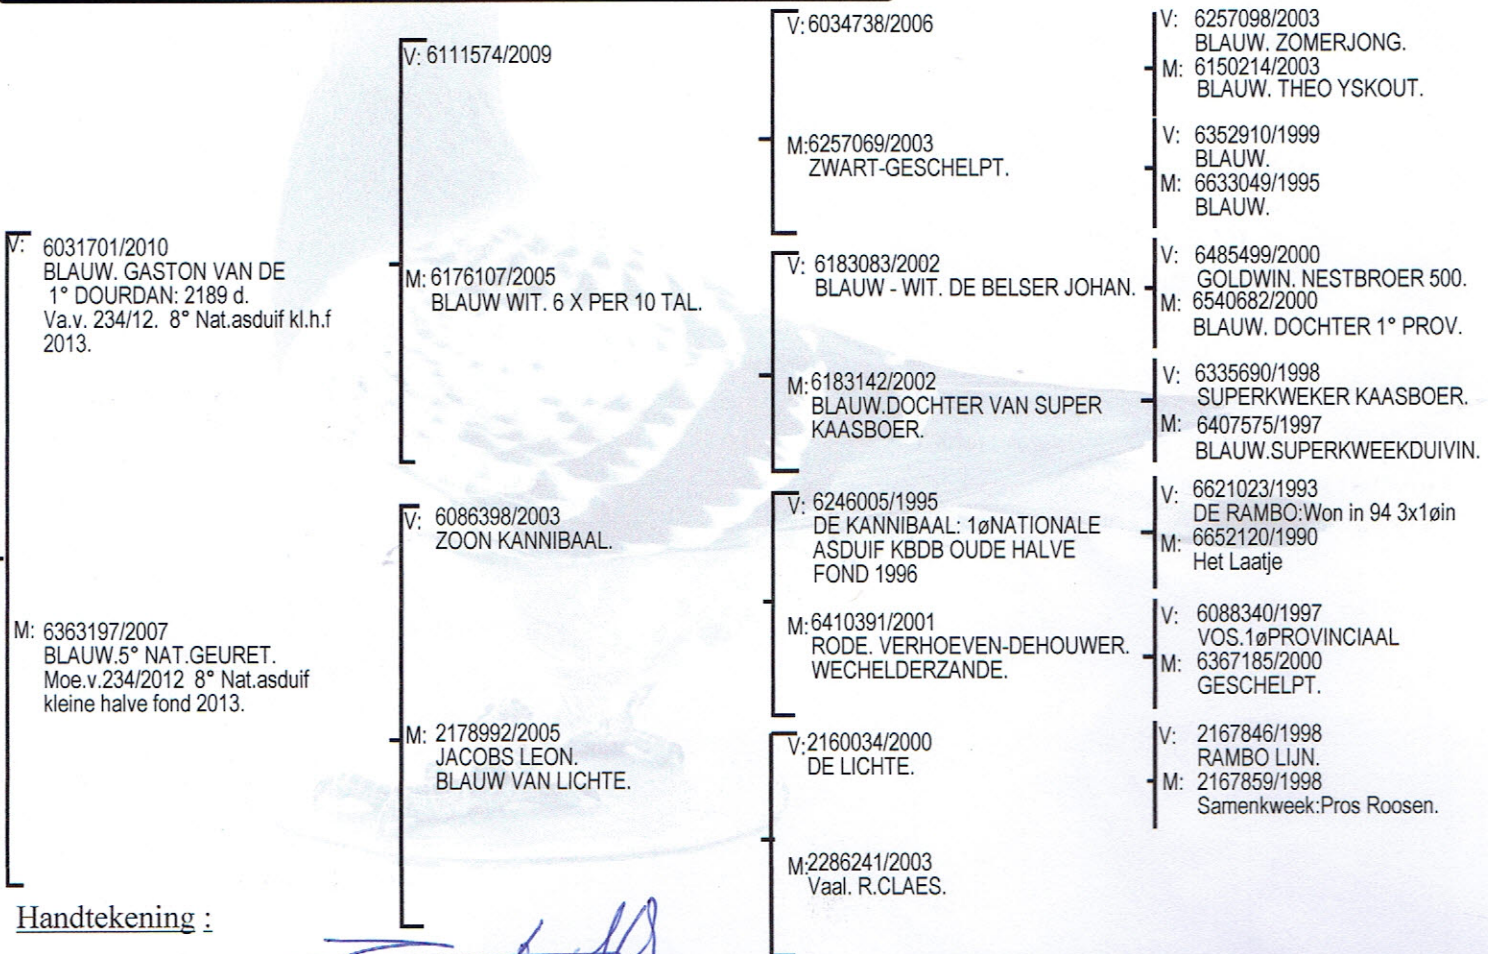 V: 6031701/2010
BLAUW. GASTON VAN DE
1° DOURDAN: 2189 d.
Va.v. 234/12. 8° Nat.asduif kl.h.f
2013.
M: 6363197/2007
BLAUW.5° NAT.GEURET.
Moe.v.234/2012 8° Nat.asduif
kleine halve fond 2013.
Handtekening :
V: 6111574/2009
M: 6176107/2005
BLAUW WIT. 6 X PER 10 TAL.
V: 6086398/2003
ZOON KANNIBAAL.
M: 2178992/2005
JACOBS LEON.
BLAUW VAN LICHTE.
V: 6034738/2006
M:6257069/2003
ZWART-GESCHELPT.
V: 6183083/2002
BLAUW - WIT. DE BELSER JOHAN.
M:6183142/2002
BLAUW.DOCHTER VAN SUPER
KAASBOER.
V: 6246005/1995
DE KANNIBAAL: 1øNATIONALE
ASDUIF KBDB OUDE HALVE
FOND 1996
M:6410391/2001
RODE. VERHOEVEN-DEHOUWER.
WECHELDERZANDE.
V:2160034/2000
DE LICHTE.
M:2286241/2003
Vaal. R.CLAES.
V: 6257098/2003
BLAUW. ZOMERJONG.
M: 6150214/2003
BLAUW. THEO YSKOUT.
V: 6352910/1999
BLAUW.
M: 6633049/1995
BLAUW.
V: 6485499/2000
GOLDWIN. NESTBROER 500.
M: 6540682/2000
BLAUW. DOCHTER 1° PROV.
V: 6335690/1998
SUPERKWEKER KAASBOER.
M: 6407575/1997
BLAUW.SUPERKWEEKDUIVIN.
V: 6621023/1993
DE RAMBO:Won in 94 3x1øin
M: 6652120/1990
Het Laatje
V: 6088340/1997
VOS.1øPROVINCIAAL
M: 6367185/2000
GESCHELPT.
V: 2167846/1998
RAMBO LIJN.
M: 2167859/1998
Samenkweek:Pros Roosen.